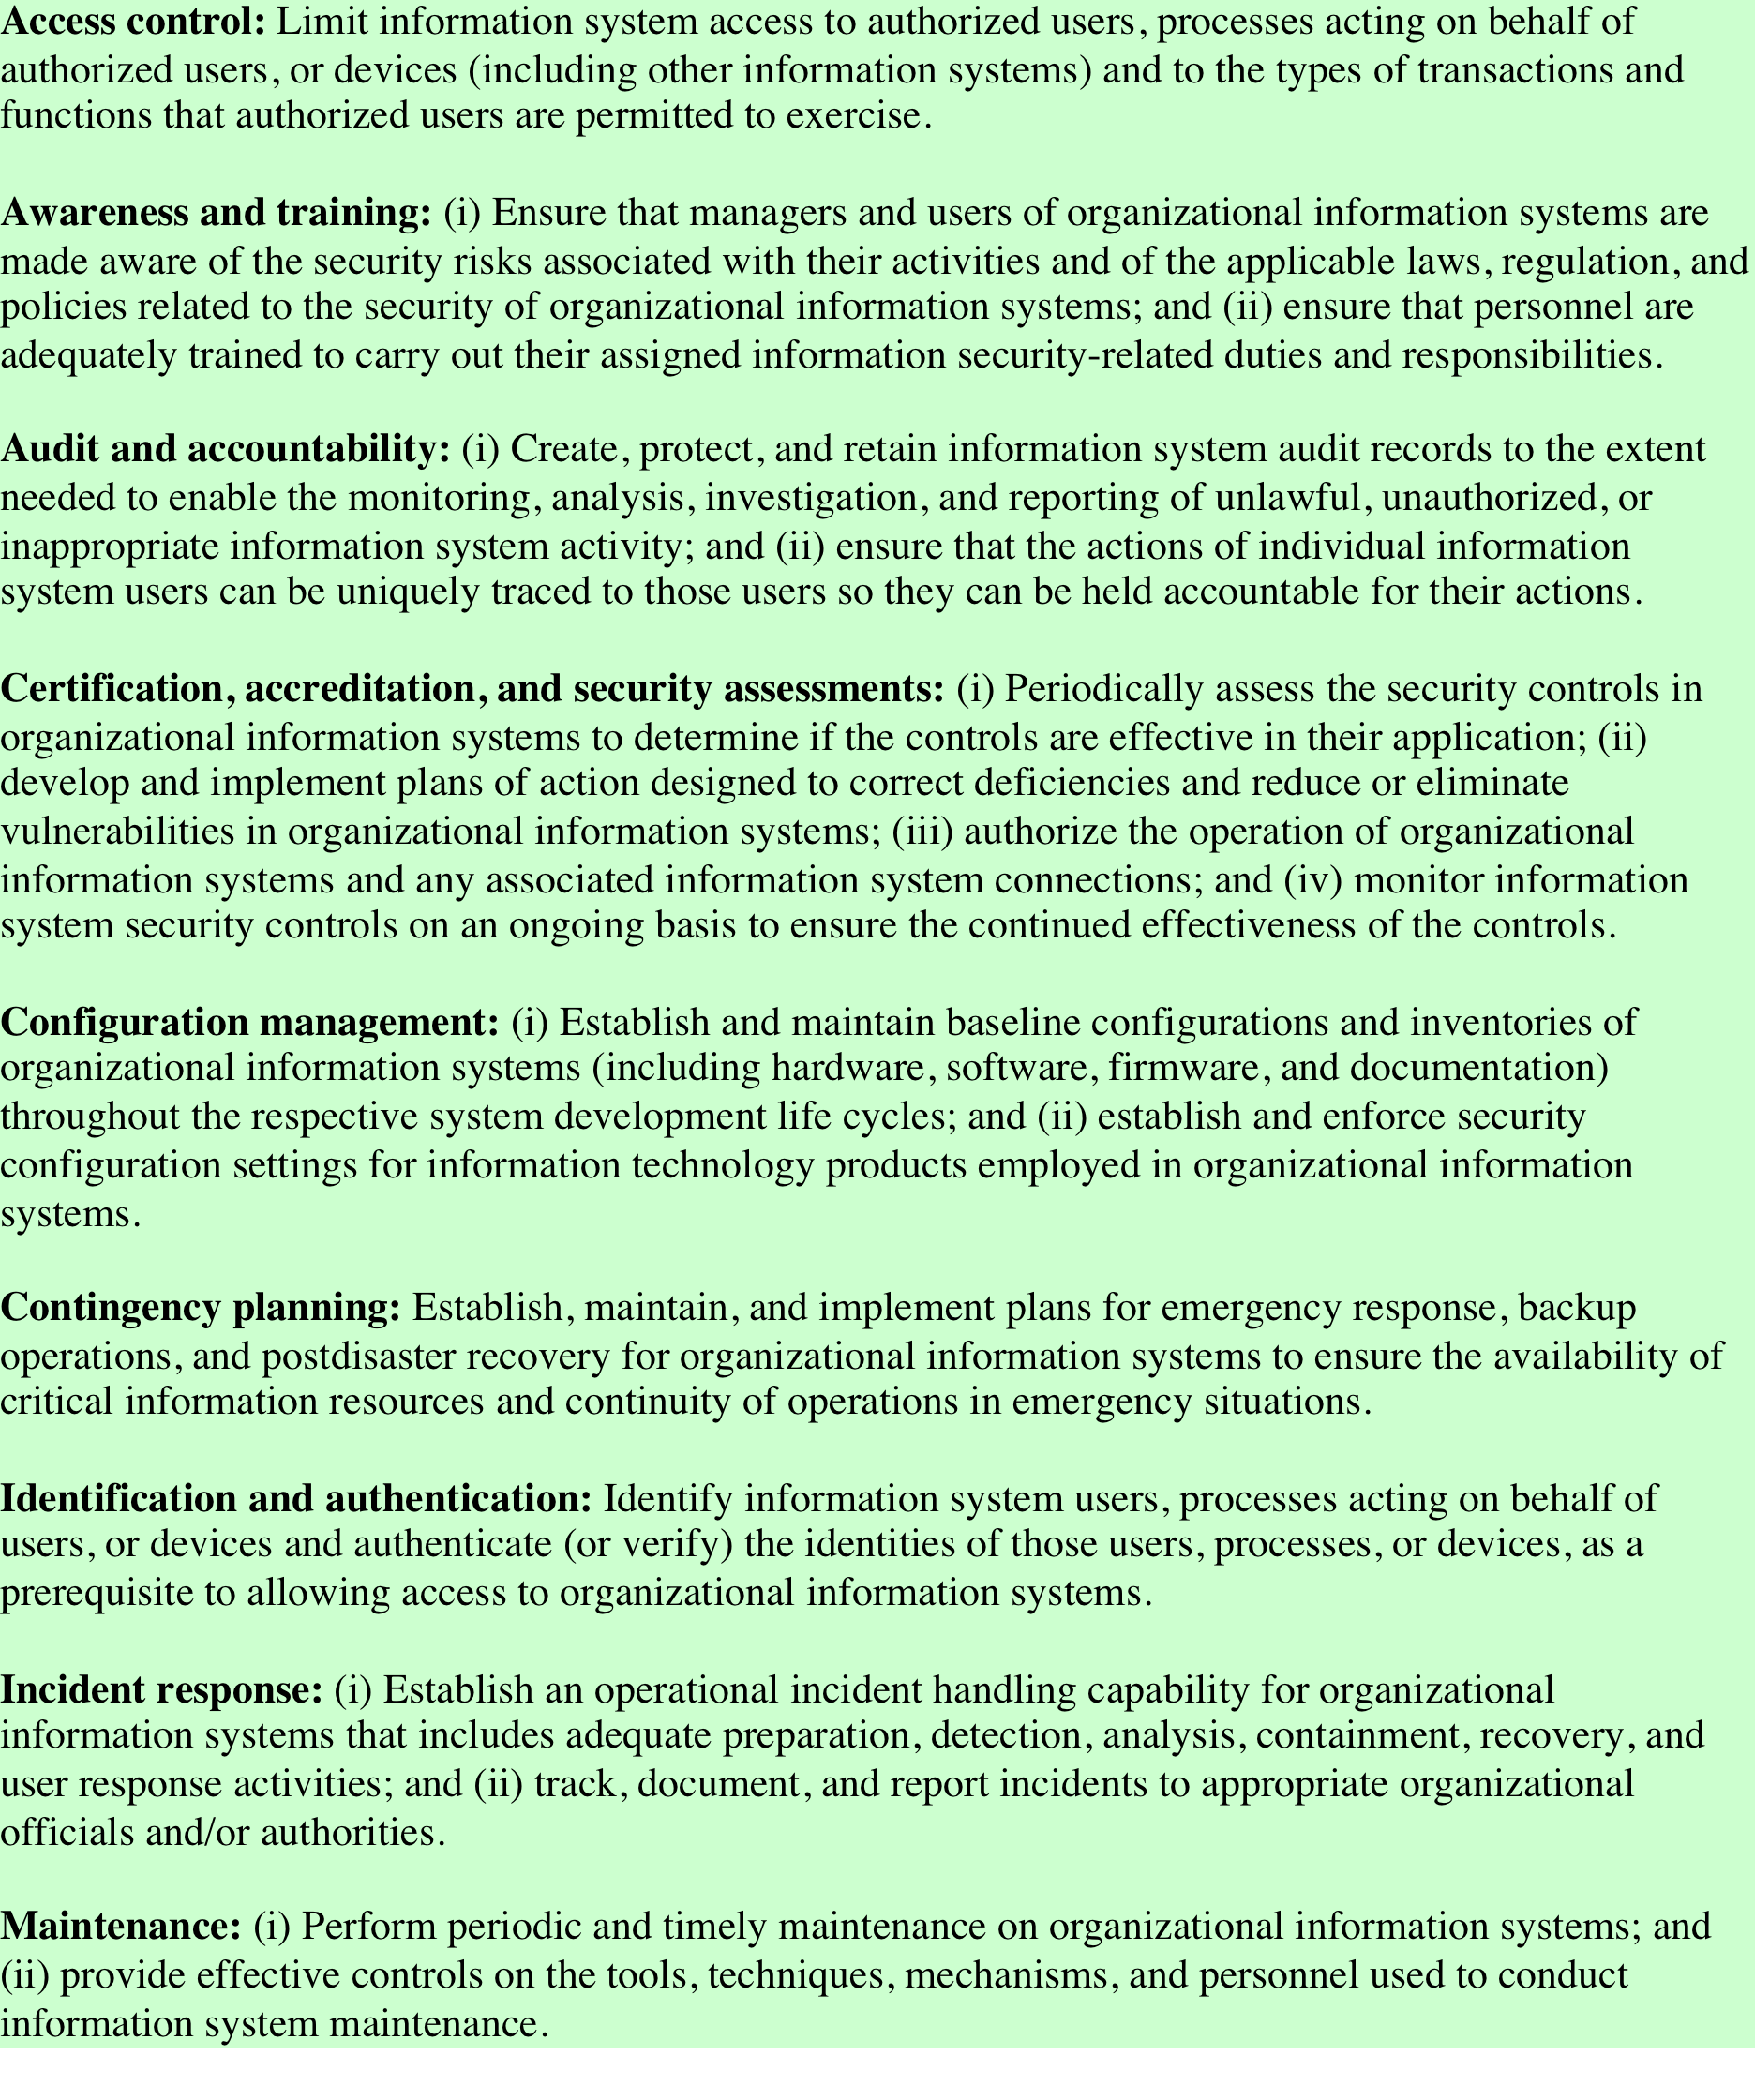 Access control: Limit information system access to authorized users, processes acting on behalf of
authorized users, or devices (including other information systems) and to the types of transactions and
functions that authorized users are permitted to exercise.
Awareness and training: (i) Ensure that managers and users of organizational information systems are
made aware of the security risks associated with their activities and of the applicable laws, regulation, and
policies related to the security of organizational information systems; and (ii) ensure that personnel are
adequately trained to carry out their assigned information security-related duties and responsibilities.
Audit and accountability: (i) Create, protect, and retain information system audit records to the extent
needed to enable the monitoring, analysis, investigation, and reporting of unlawful, unauthorized, or
inappropriate information system activity; and (ii) ensure that the actions of individual information
system users can be uniquely traced to those users so they can be held accountable for their actions.
Certification, accreditation, and security assessments: (i) Periodically assess the security controls in
organizational information systems to determine if the controls are effective in their application; (ii)
develop and implement plans of action designed to correct deficiencies and reduce or eliminate
vulnerabilities in organizational information systems; (iii) authorize the operation of organizational
information systems and any associated information system connections; and (iv) monitor information
system security controls on an ongoing basis to ensure the continued effectiveness of the controls.
Configuration management: (i) Establish and maintain baseline configurations and inventories of
organizational information systems (including hardware, software, firmware, and documentation)
throughout the respective system development life cycles; and (ii) establish and enforce security
configuration settings for information technology products employed in organizational information
systems.
Contingency planning: Establish, maintain, and implement plans for emergency response, backup
operations, and postdisaster recovery for organizational information systems to ensure the availability of
critical information resources and continuity of operations in emergency situations.
Identification and authentication: Identify information system users, processes acting on behalf of
users, or devices and authenticate (or verify) the identities of those users, processes, or devices, as a
prerequisite to allowing access to organizational information systems.
Incident response: (i) Establish an operational incident handling capability for organizational
information systems that includes adequate preparation, detection, analysis, containment, recovery, and
user response activities; and (ii) track, document, and report incidents to appropriate organizational
officials and/or authorities.
Maintenance: (i) Perform periodic and timely maintenance on organizational information systems; and
(ii) provide effective controls on the tools, techniques, mechanisms, and personnel used to conduct
information system maintenance.